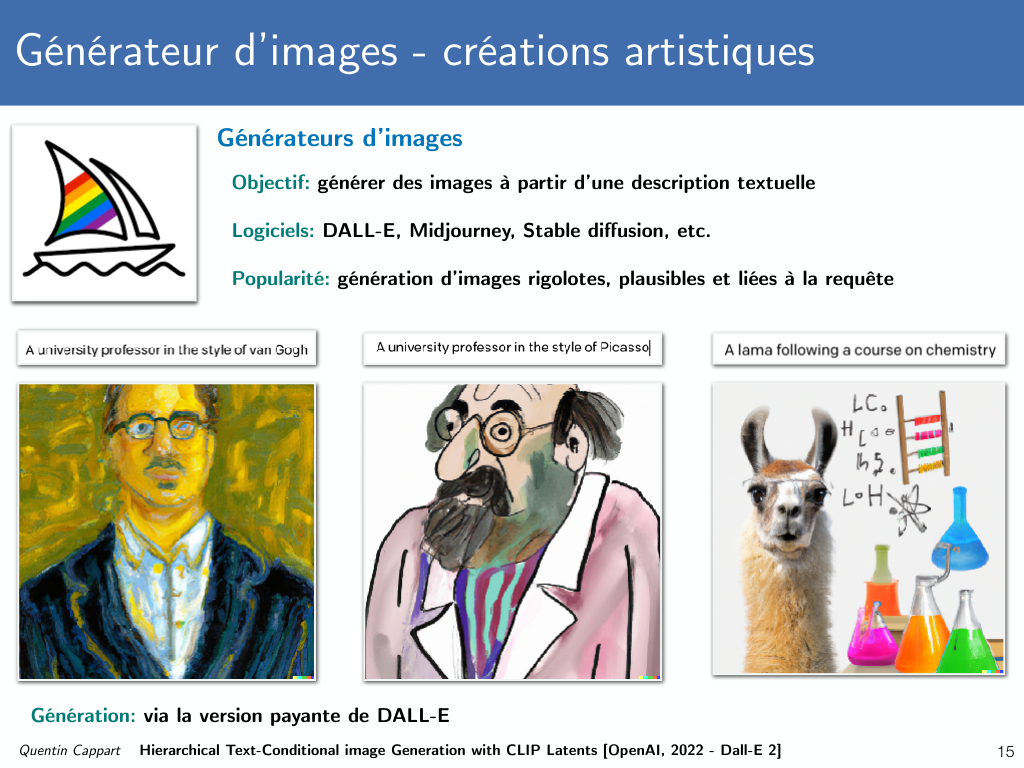 Générateur d'images - créations artistiques
Générateurs d'images
Objectif: générer des images à partir d'une description textuelle
Logiciels: DALL-E, Midjourney, Stable diffusion, etc.
Popularité: génération d'images rigolotes, plausibles et liées à la requête
A university professor in the style of van Gogh
A university professor in the style of Picasso
A lama following a course on chemistry
Génération: via la version payante de DALL-E
Quentin Cappart Hierarchical Text-Conditional image Generation with CLIP Latents [OpenAI, 2022 - Dall-E 2]
15